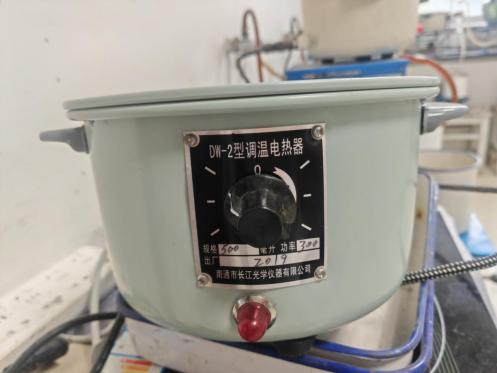 DW-2型调温电热器
0
规格 500 毫升 功率 300
出厂 2019
南通市长江光学仪器有限公司